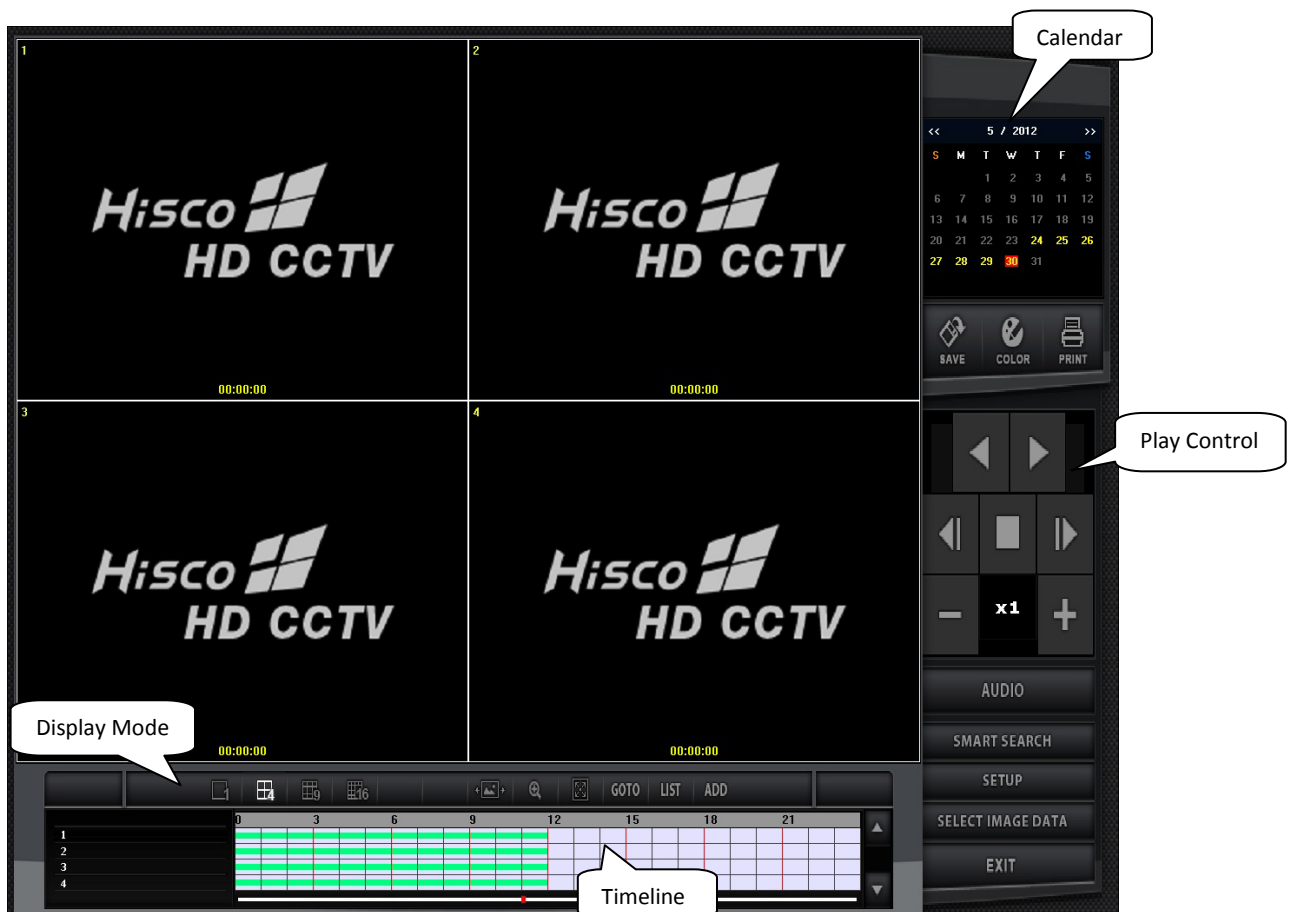 Calendar
1
2
Hisco
HD CCTV
Hisco
HD CCTV
00:00:00
00:00:00
<< 5 / 2012 >>
S M T W T F S
1 2 3 4 5
6 7 8 9 10 11 12
13 14 15 16 17 18 19
20 21 22 23 24 25 26
27 28 29 30 31
SAVE COLOR PRINT
3
4
Hisco
HD CCTV
Hisco
HD CCTV
00:00:00
00:00:00
Play Control
x1
AUDIO
SMART SEARCH
SETUP
SELECT IMAGE DATA
EXIT
Display Mode
1 4 9 16 GOTO LIST ADD
0 3 6 9 12 15 18 21
1
2
3
4
Timeline